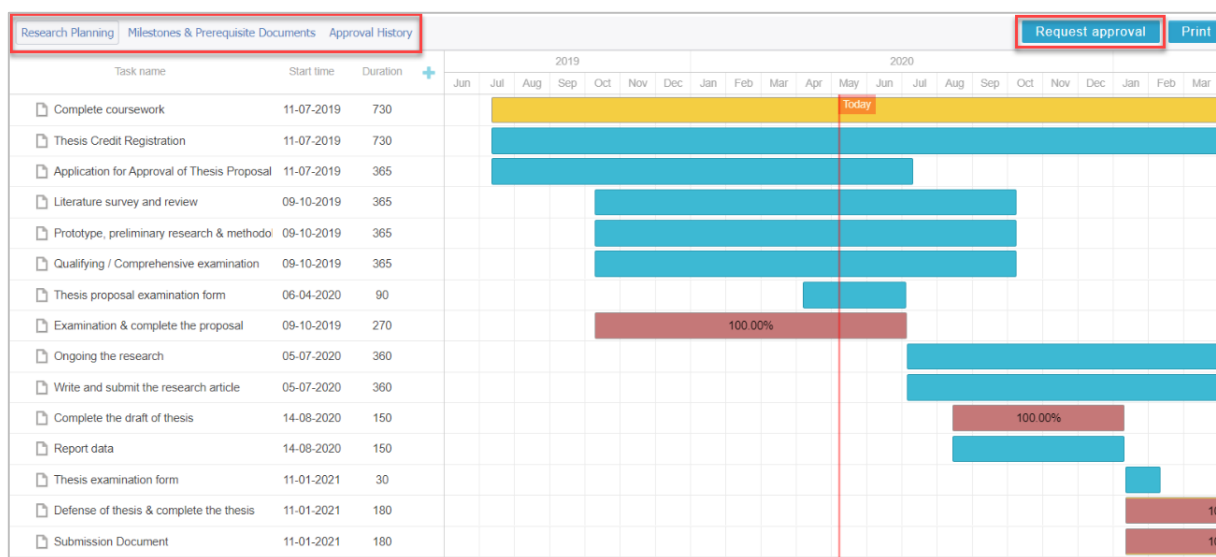 Research Planning Milestones & Prerequisite Documents Approval History Request approval Print
2019 2020
Task name Start time Duration
Jun Jul Aug Sep Oct Nov Dec Jan Feb Mar Apr May Jun Jul Aug Sep Oct Nov Dec Jan Feb Mar
Complete coursework 11-07-2019 730 Today
Thesis Credit Registration 11-07-2019 730
Application for Approval of Thesis Proposal 11-07-2019 365
Literature survey and review 09-10-2019 365
Prototype, preliminary research & methodol 09-10-2019 365
Qualifying / Comprehensive examination 09-10-2019 365
Thesis proposal examination form 06-04-2020 90
Examination & complete the proposal 09-10-2019 270 100.00%
Ongoing the research 05-07-2020 360
Write and submit the research article 05-07-2020 360
Complete the draft of thesis 14-08-2020 150 100.00%
Report data 14-08-2020 150
Thesis examination form 11-01-2021 30
Defense of thesis & complete the thesis 11-01-2021 180 10
Submission Document 11-01-2021 180 10